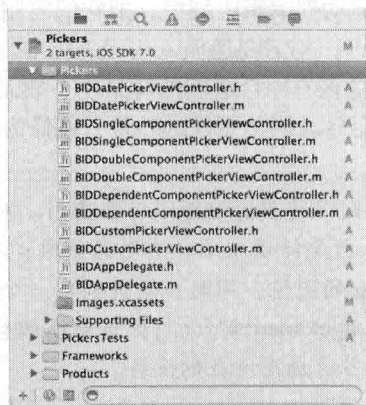 Pickers M
2 targets, iOS SDK 7.0
Pickers
h BIDDatePickerViewController.h A
m BIDDatePickerViewController.m A
h BIDSingleComponentPickerViewController.h A
m BIDSingleComponentPickerViewController.m A
h BIDDoubleComponentPickerViewController.h A
m BIDDoubleComponentPickerViewController.m A
h BIDDependentComponentPickerViewController.h A
m BIDDependentComponentPickerViewController.m A
h BIDCustomPickerViewController.h A
m BIDCustomPickerViewController.m A
h BIDAppDelegate.h A
m BIDAppDelegate.m A
Images.xcassets M
Supporting Files A
PickersTests A
Frameworks
Products